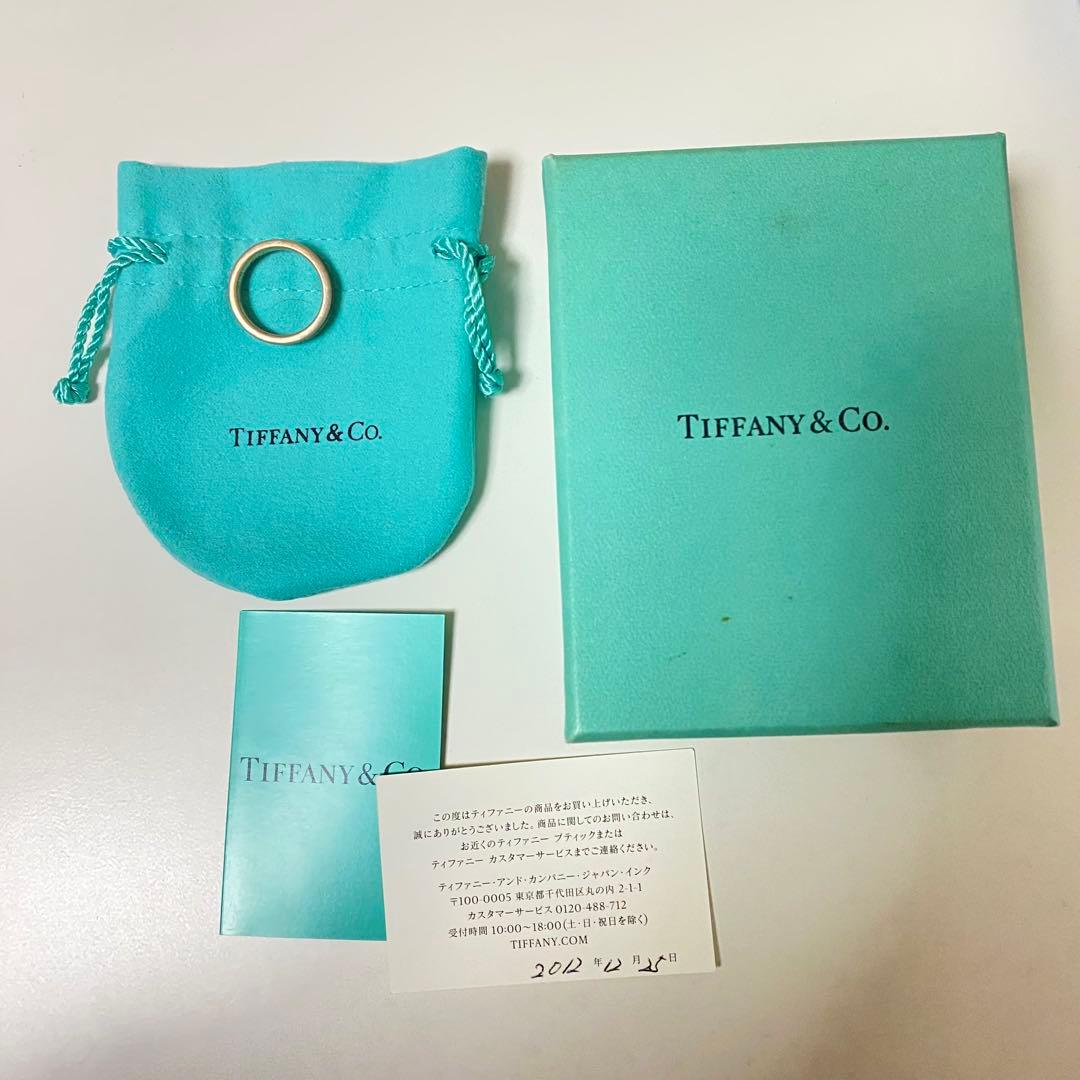 TIFFANY & CO.
TIFFANY & CO.
TIFFANY & CO.
この度はティファニーの商品をお買い上げいただき、
誠にありがとうございました。商品に関してのお問い合わせは、
お近くのティファニー ブティックまたは
ティファニー カスタマーサービスまでご連絡ください。
ティファニー・アンド・カンパニー・ジャパン・インク
〒100-0005 東京都千代田区丸の内 2-1-1
カスタマーサービス 0120-488-712
受付時間 10:00〜18:00(土・日・祝日を除く)
TIFFANY.COM
2012 年 12 月 25 日